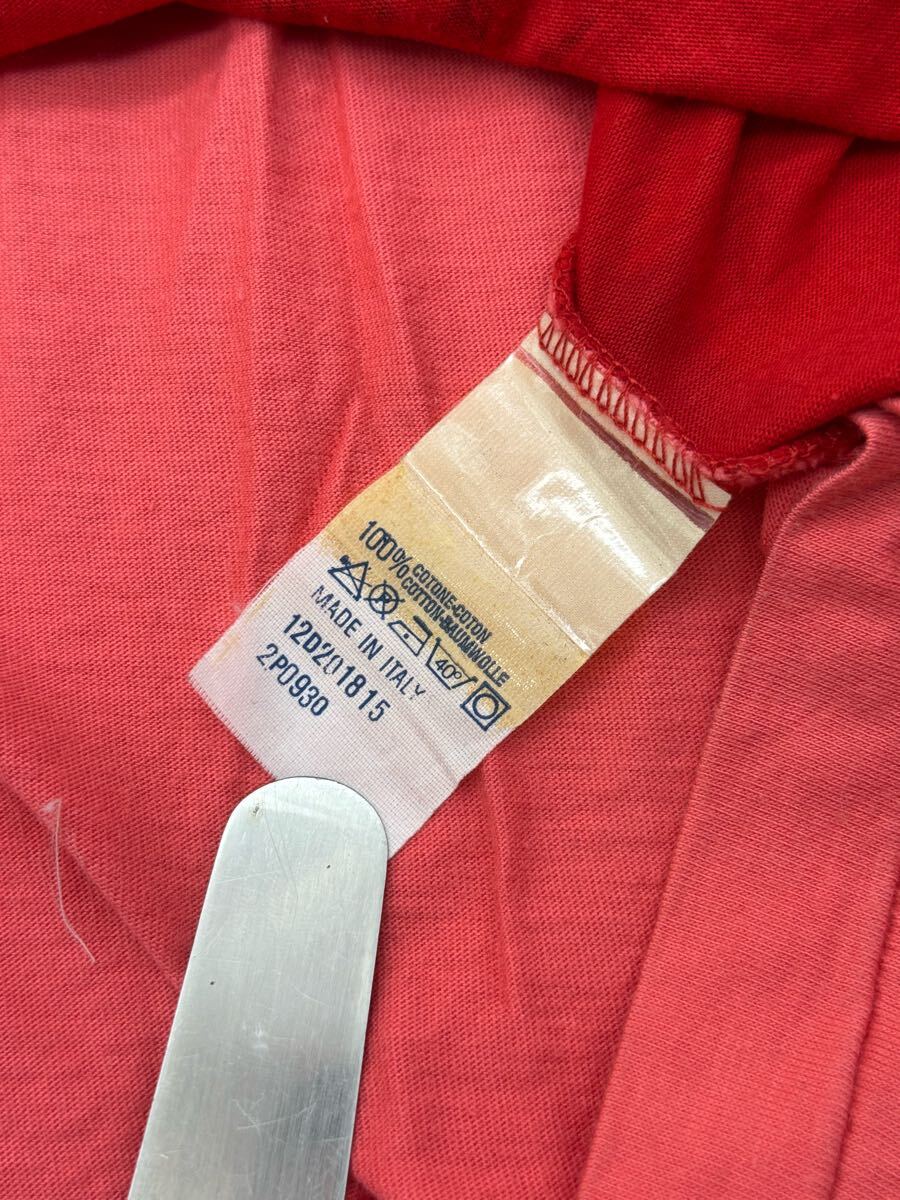 100% COTONE-COTON
COTTON-BAUMWOLLE
40°
MADE IN ITALY
12D201815
2P0930